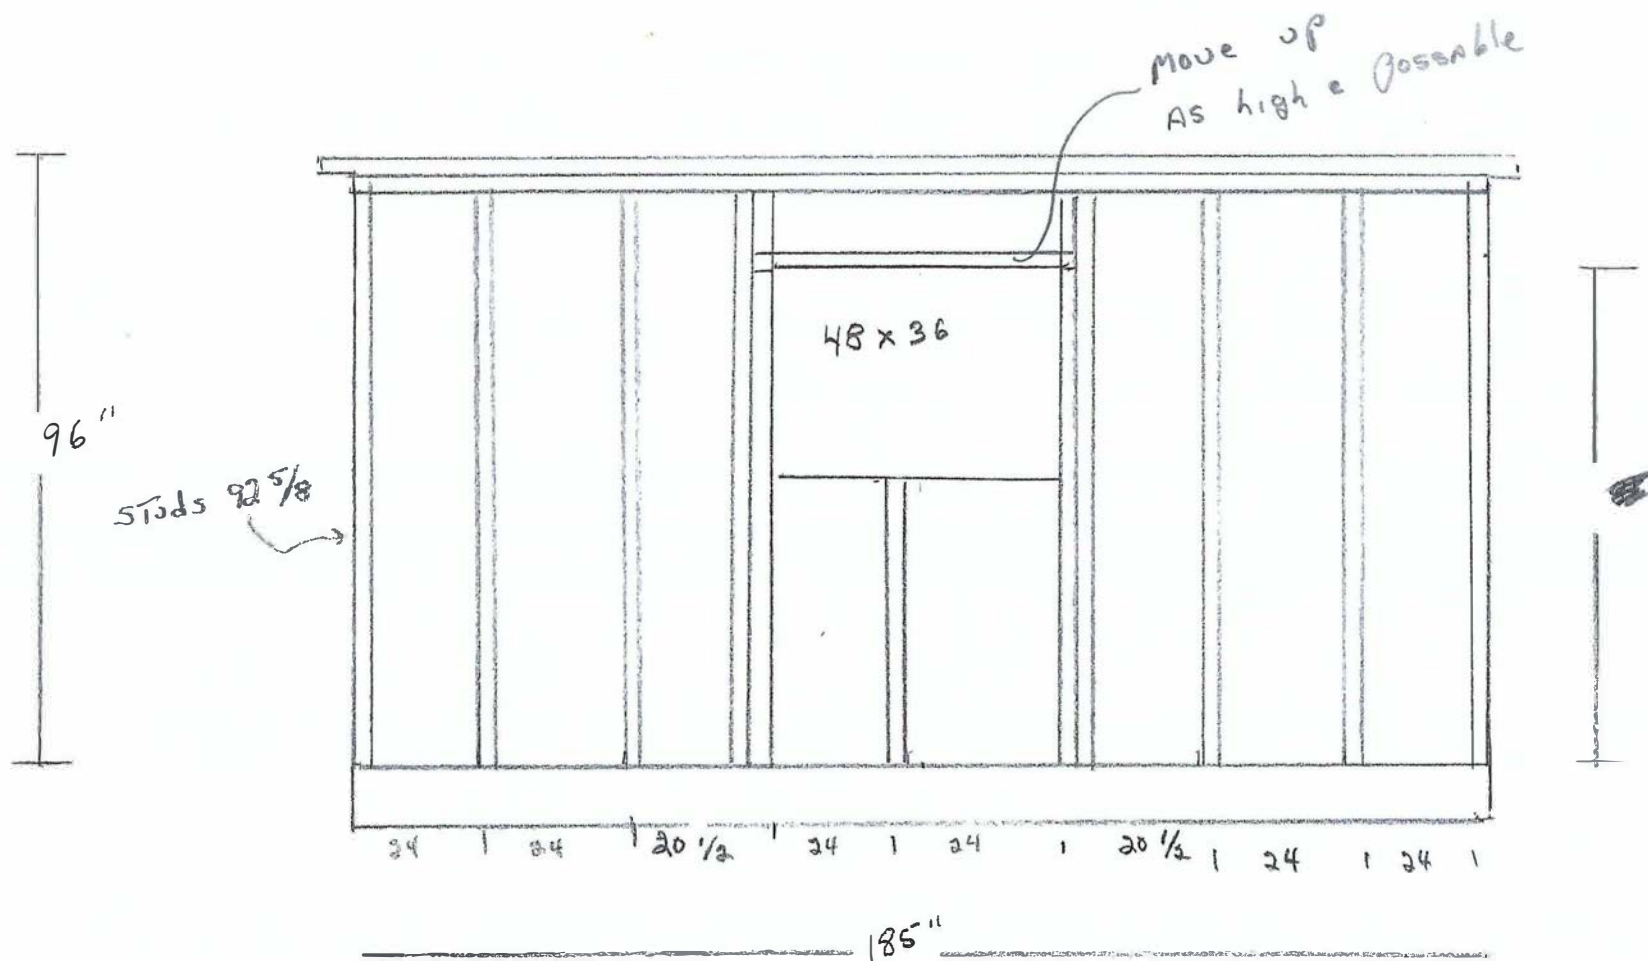 Move up
As high e Possable
48 x 36
96"
Studs 92 5/8
24 24 20 1/2 24 24 20 1/2 24 24
185"